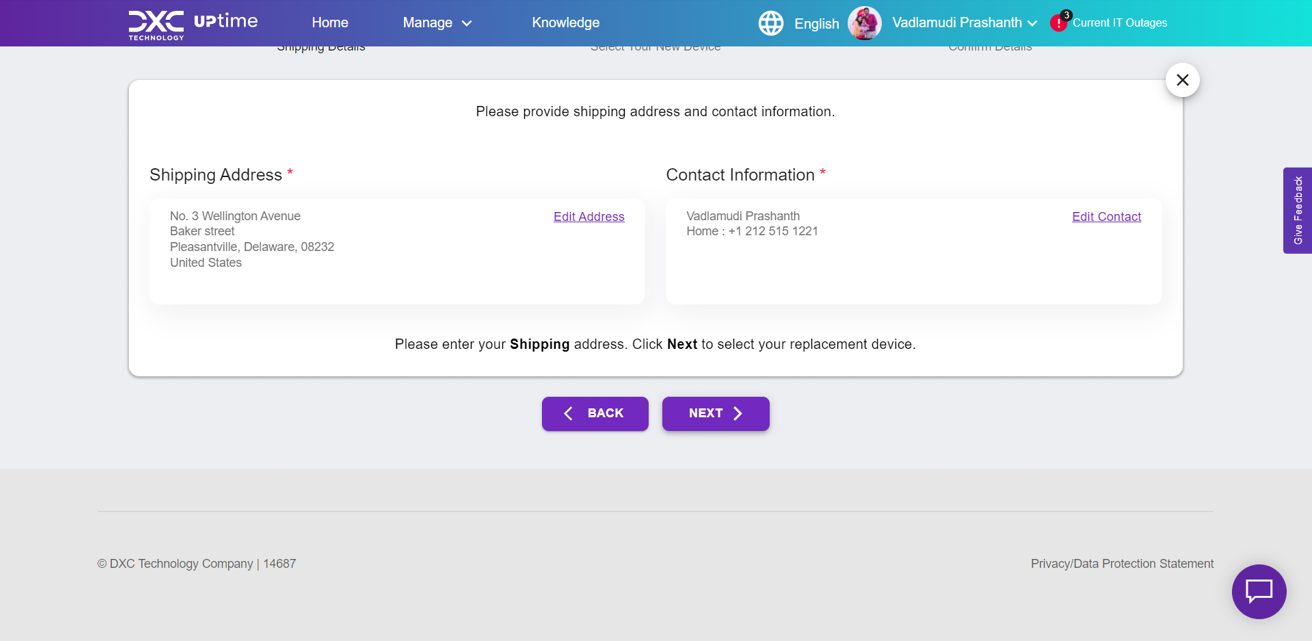 DXC TECHNOLOGY UPtime
Home
Manage
Knowledge
English
Vadlamudi Prashanth
! 3 Current IT Outages
Shipping Details
Select Your New Device
Confirm Details
Please provide shipping address and contact information.
Shipping Address *
No. 3 Wellington Avenue
Baker street
Pleasantville, Delaware, 08232
United States
Edit Address
Contact Information *
Vadlamudi Prashanth
Home : +1 212 515 1221
Edit Contact
Please enter your Shipping address. Click Next to select your replacement device.
BACK
NEXT
Give Feedback
© DXC Technology Company | 14687
Privacy/Data Protection Statement